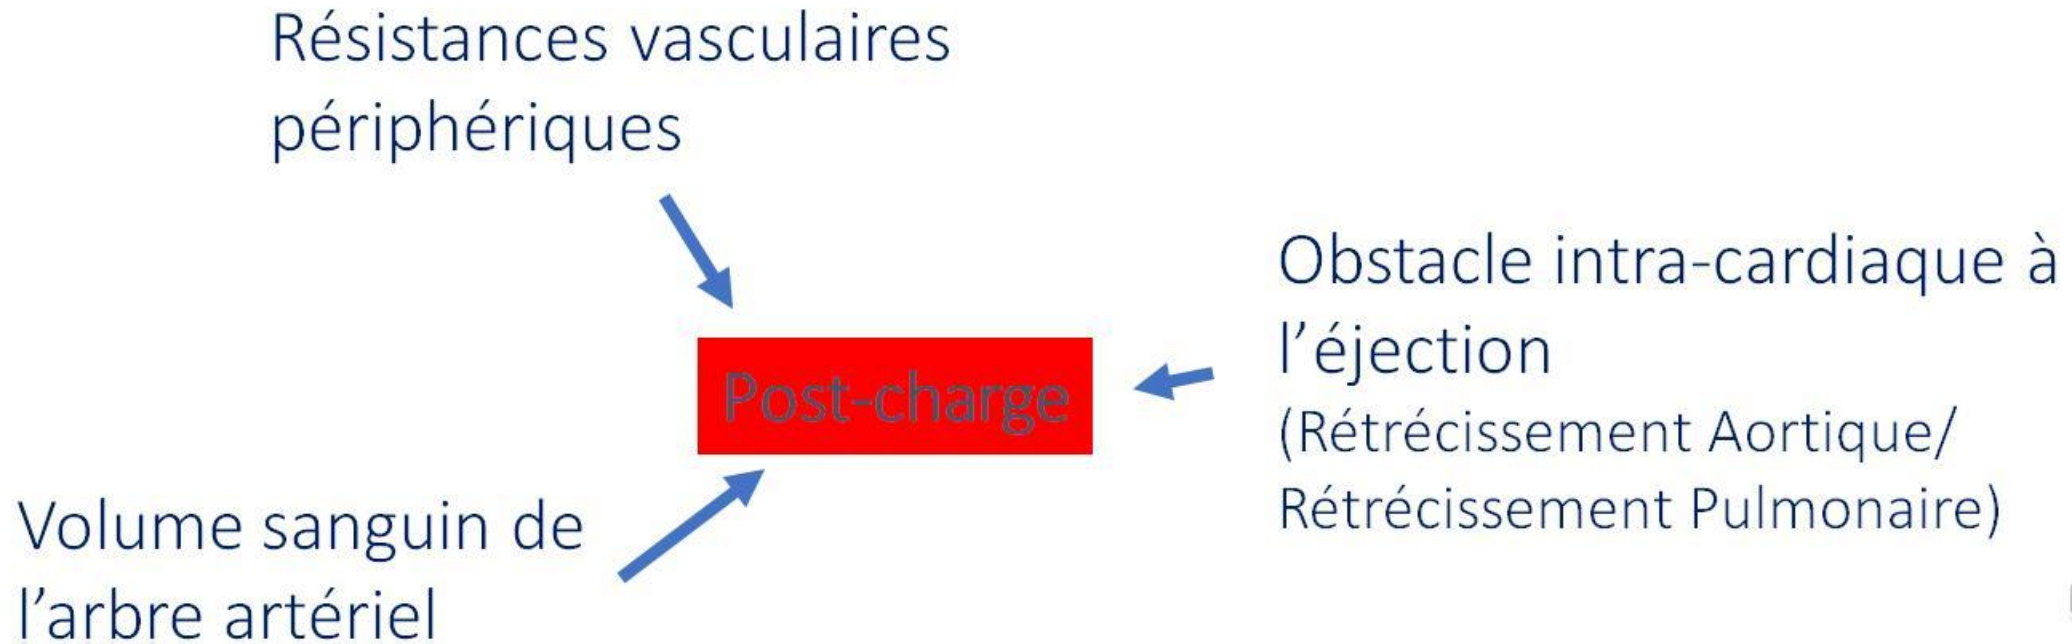 Résistances vasculaires
périphériques
Obstacle intra-cardiaque à
l’éjection
(Rétrécissement Aortique/
Rétrécissement Pulmonaire)
Post-charge
Volume sanguin de
l’arbre artériel